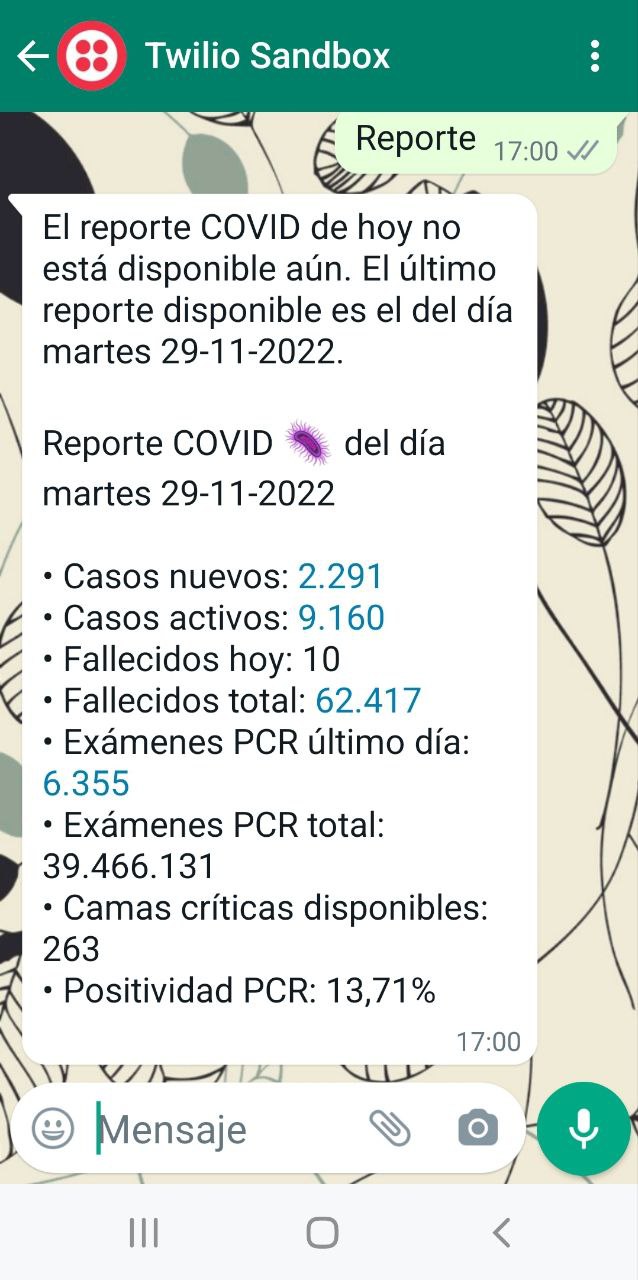 Twilio Sandbox
Reporte 17:00
El reporte COVID de hoy no
está disponible aún. El último
reporte disponible es el del día
martes 29-11-2022.
Reporte COVID 🦠 del día
martes 29-11-2022
• Casos nuevos: 2.291
• Casos activos: 9.160
• Fallecidos hoy: 10
• Fallecidos total: 62.417
• Exámenes PCR último día:
6.355
• Exámenes PCR total:
39.466.131
• Camas críticas disponibles:
263
• Positividad PCR: 13,71%
17:00
Mensaje